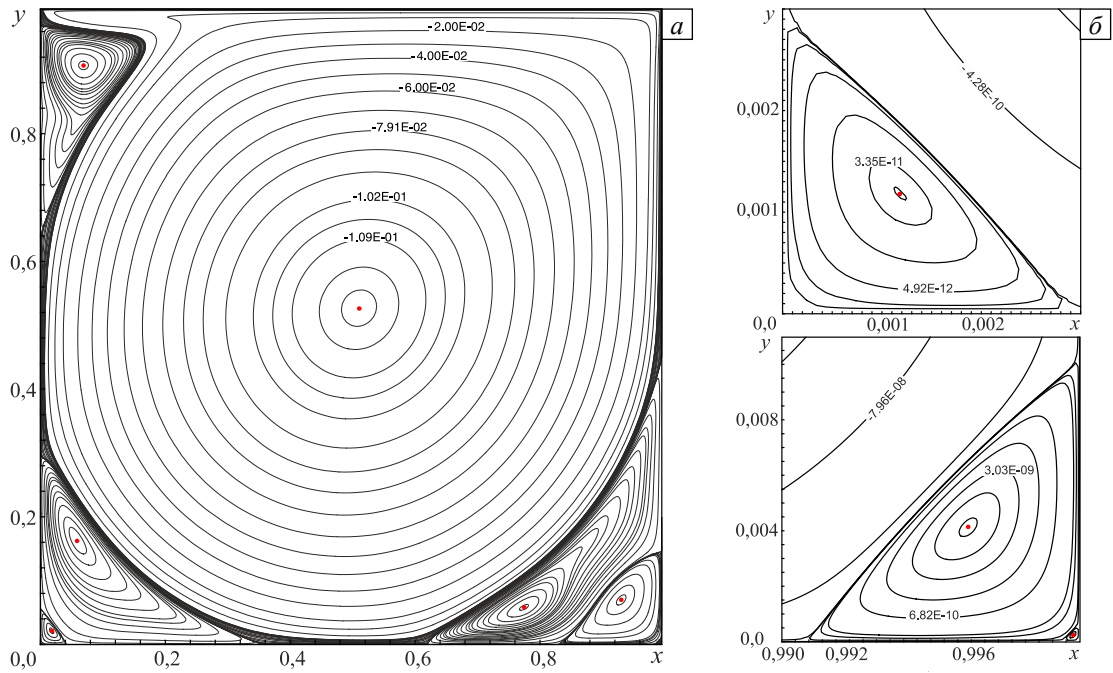 y
а
-2.00E-02
-4.00E-02
-6.00E-02
-7.91E-02
-1.02E-01
-1.09E-01
0,8
0,6
0,4
0,2
0,0
0,2
0,4
0,6
0,8
x
y
б
-4.28E-10
3.35E-11
4.92E-12
0,002
0,001
0,0
0,001
0,002
x
y
-7.96E-08
3.03E-09
6.82E-10
0,008
0,004
0,0
0,990
0,992
0,996
x